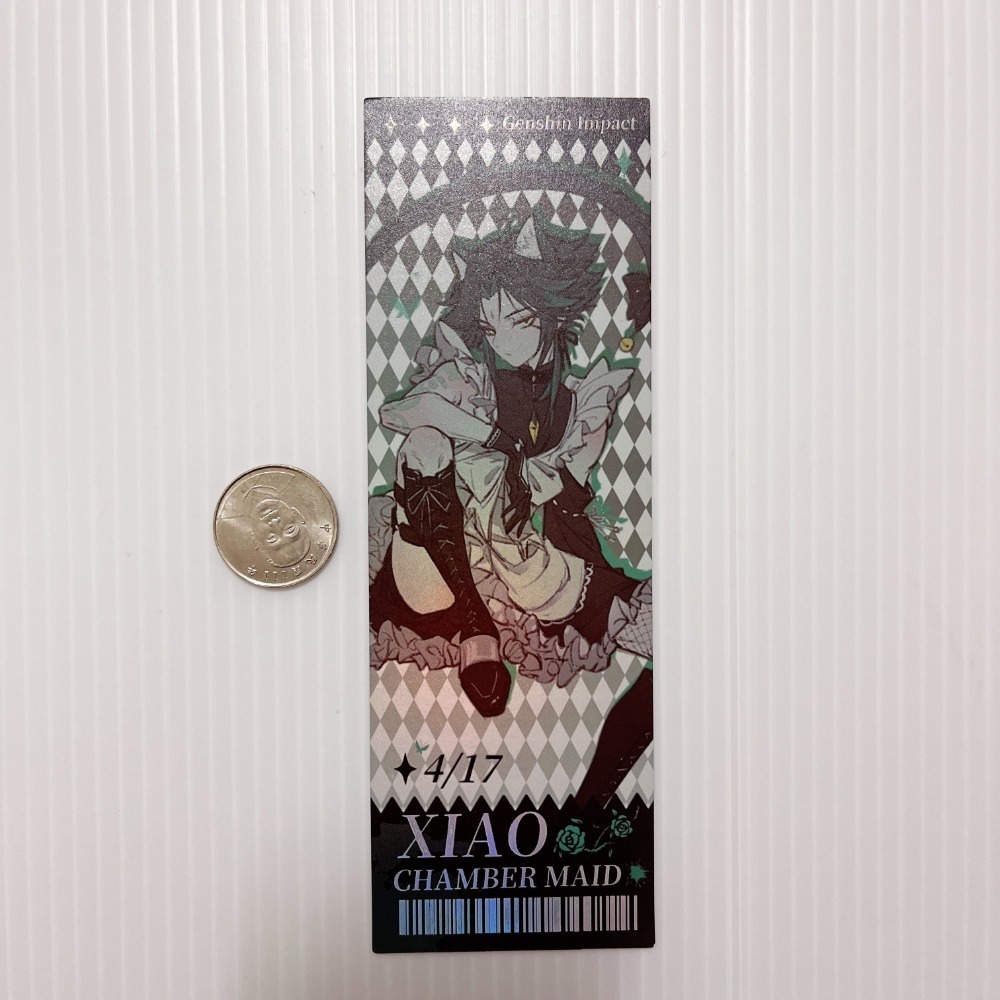 Genshin Impact
4/17
XIAO
CHAMBER MAID